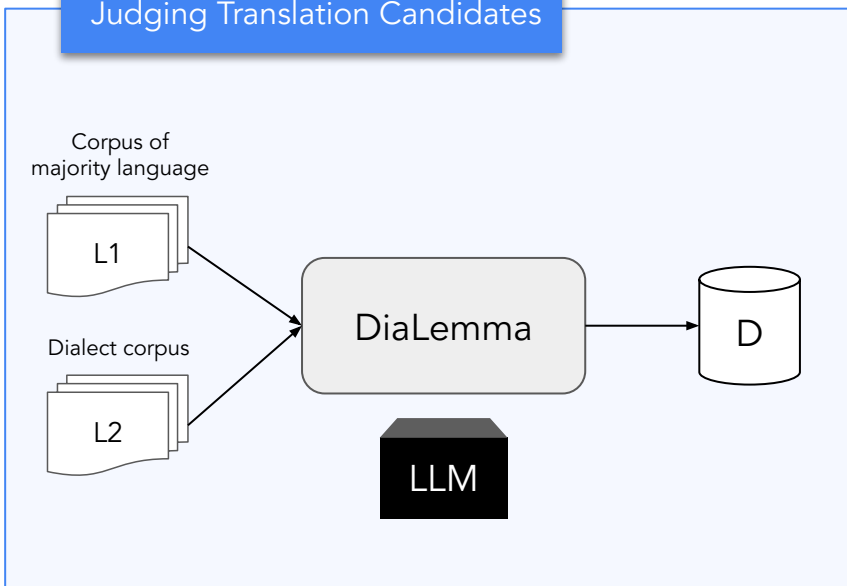 Judging Translation Candidates
Corpus of
majority language
L1
Dialect corpus
L2
DiaLemma
LLM
D